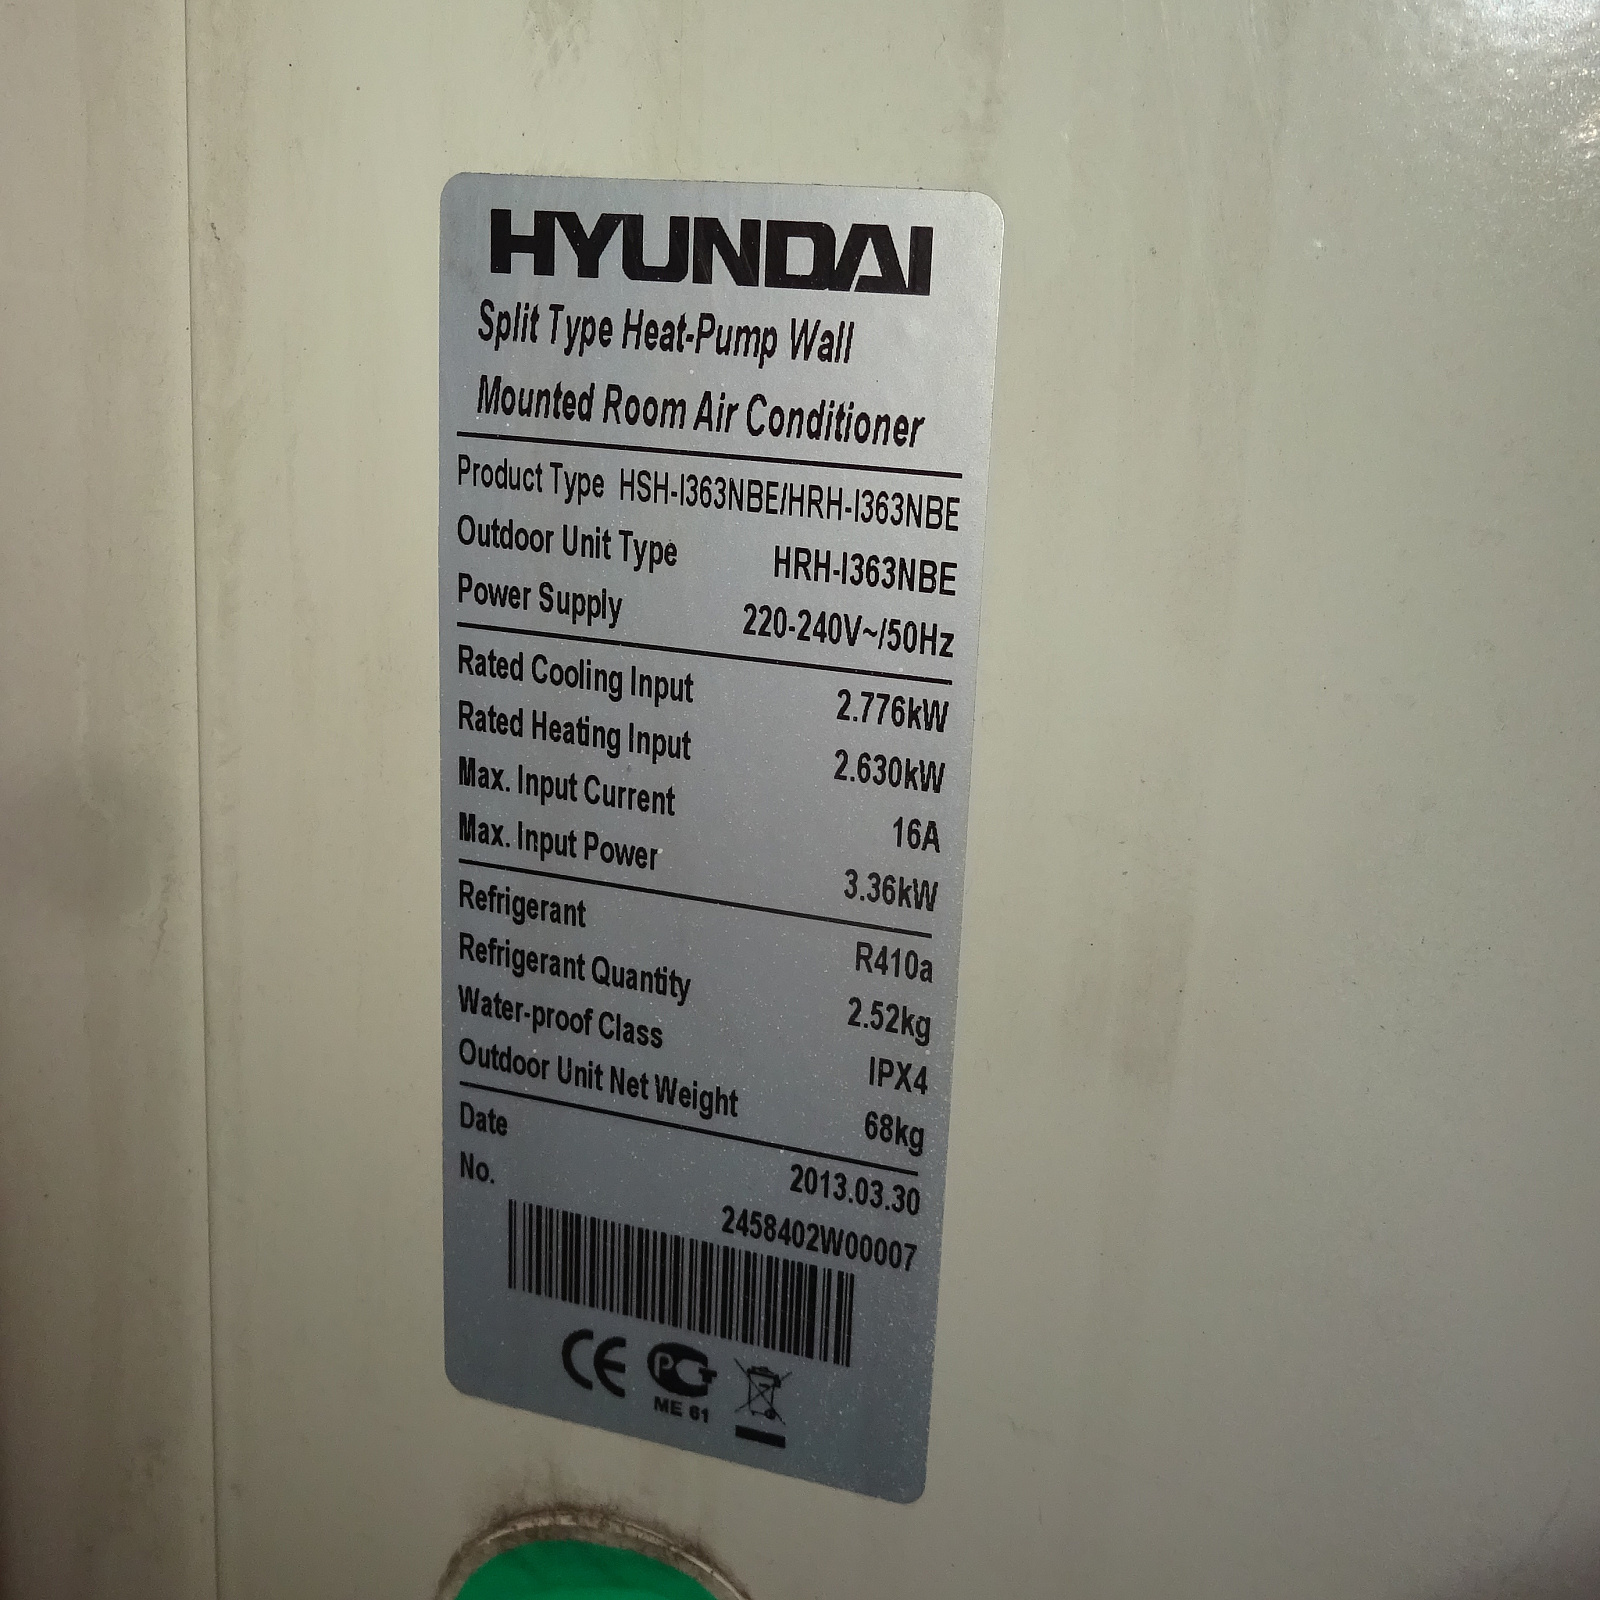 HYUNDAI
Split Type Heat-Pump Wall
Mounted Room Air Conditioner
Product Type HSH-I363NBE/HRH-I363NBE
Outdoor Unit Type HRH-I363NBE
Power Supply 220-240V~/50Hz
Rated Cooling Input 2.776kW
Rated Heating Input 2.630kW
Max. Input Current 16A
Max. Input Power 3.36kW
Refrigerant R410a
Refrigerant Quantity 2.52kg
Water-proof Class IPX4
Outdoor Unit Net Weight 68kg
Date 2013.03.30
No. 2458402W00007
CE PCT
ME 61